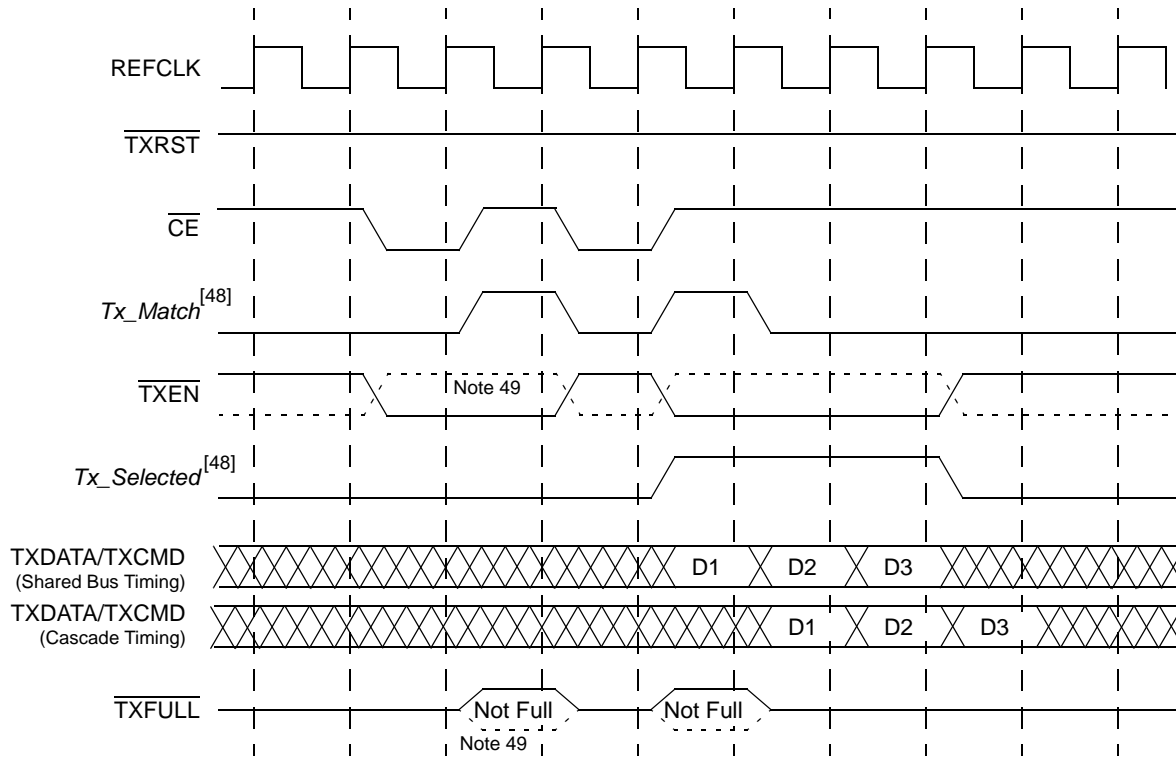 REFCLK
TXRST
CE
Tx_Match[48]
TXEN
Note 49
Tx_Selected[48]
TXDATA/TXCMD
(Shared Bus Timing)
D1 D2 D3
TXDATA/TXCMD
(Cascade Timing)
D1 D2 D3
TXFULL
Not Full Not Full
Note 49